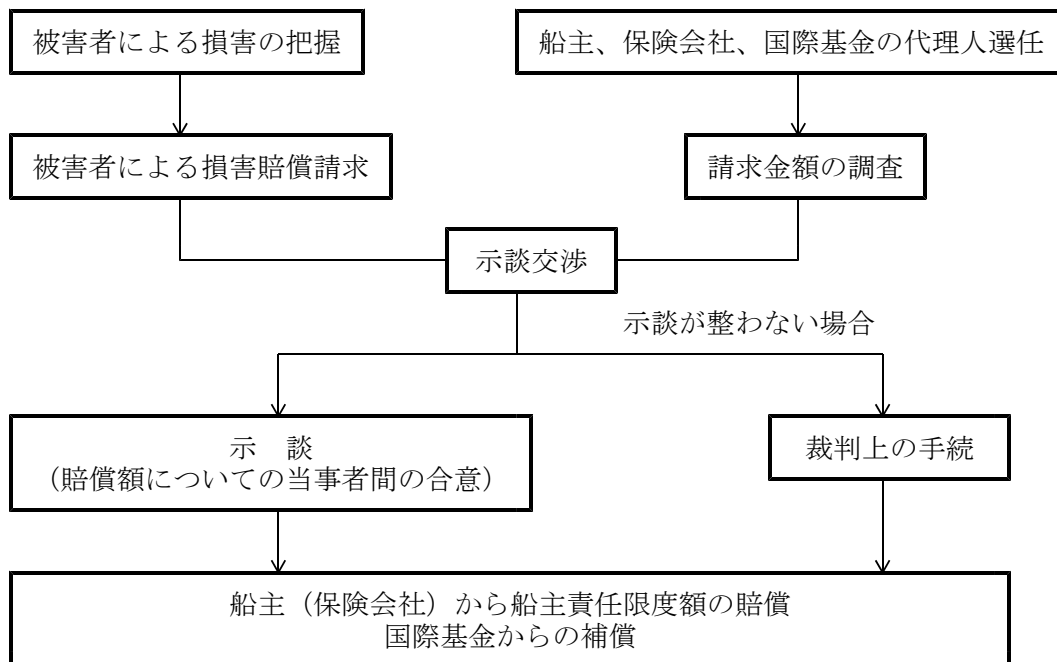 被害者による損害の把握
船主、保険会社、国際基金の代理人選任
被害者による損害賠償請求
請求金額の調査
示談交渉
示談が整わない場合
示　談
（賠償額についての当事者間の合意）
裁判上の手続
船主（保険会社）から船主責任限度額の賠償
国際基金からの補償